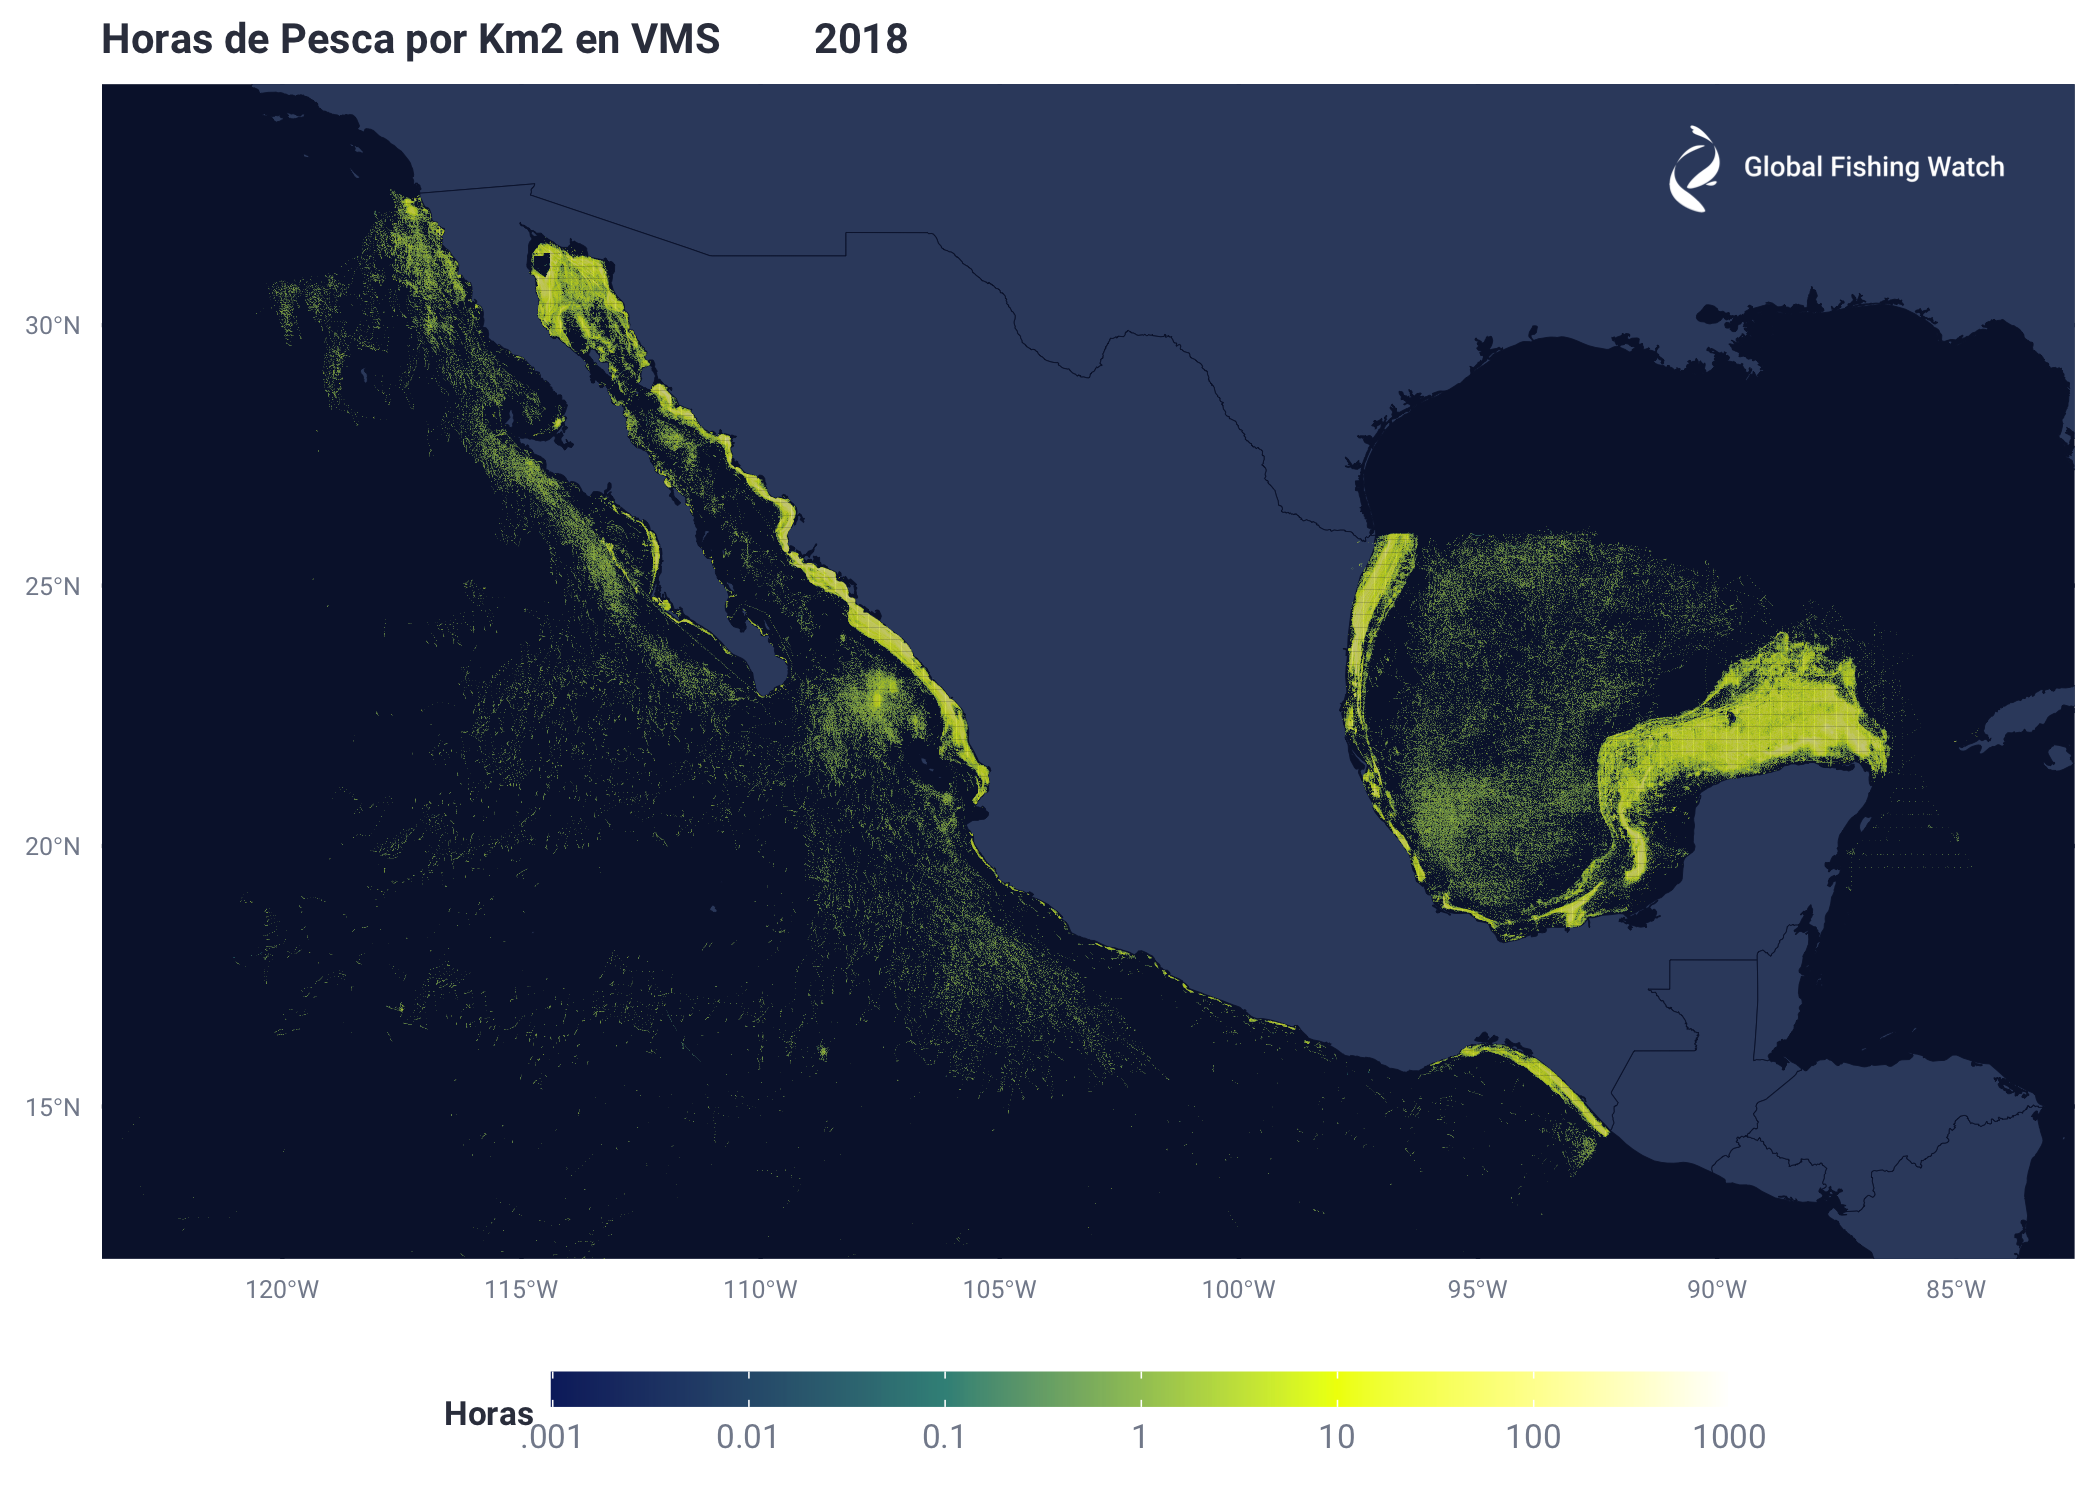 Horas de Pesca por Km2 en VMS 2018
Global Fishing Watch
30°N
25°N
20°N
15°N
120°W 115°W 110°W 105°W 100°W 95°W 90°W 85°W
Horas
.001 0.01 0.1 1 10 100 1000